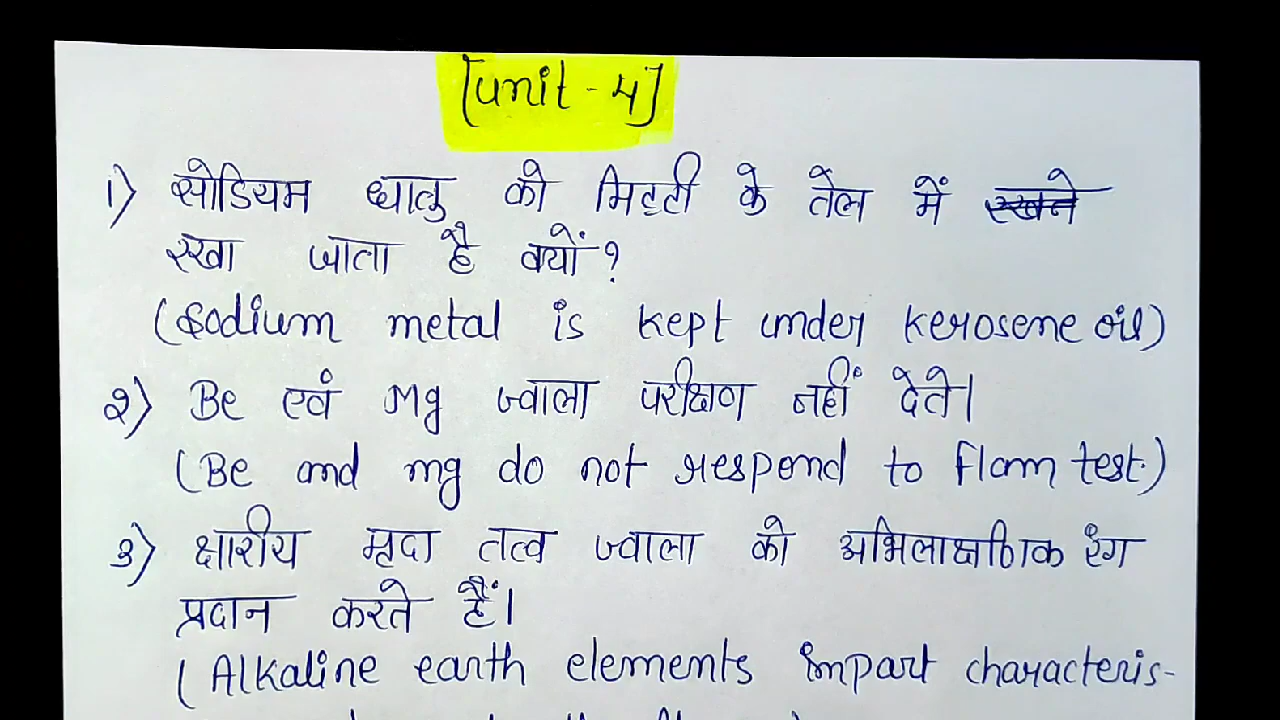 [Unit - 4]
1) सोडियम धातु को मिट्टी के तेल में रखने
रखा जाता है क्यों?
(Sodium metal is kept under kerosene oil)
2) Be एवं Mg ज्वाला परीक्षण नहीं देते।
(Be and mg do not respond to flam test.)
3) क्षारीय मृदा तत्व ज्वाला को अभिलाक्षणिक रंग
प्रदान करते हैं।
(Alkaline earth elements impart characteris-